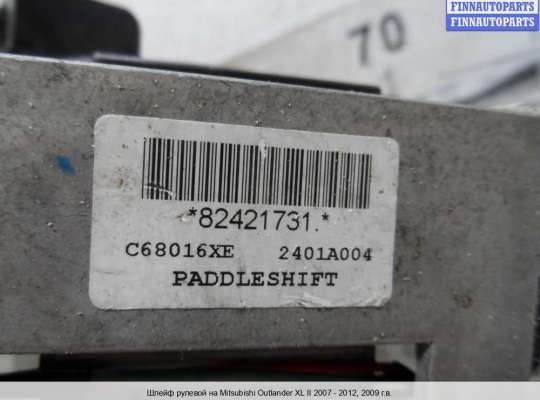 FINNAUTOPARTS
FINNAUTOPARTS
70
*82421731.*
C68016XE 2401A004
PADDLESHIFT
Шлейф рулевой на Mitsubishi Outlander XL II 2007 - 2012, 2009 г.в.